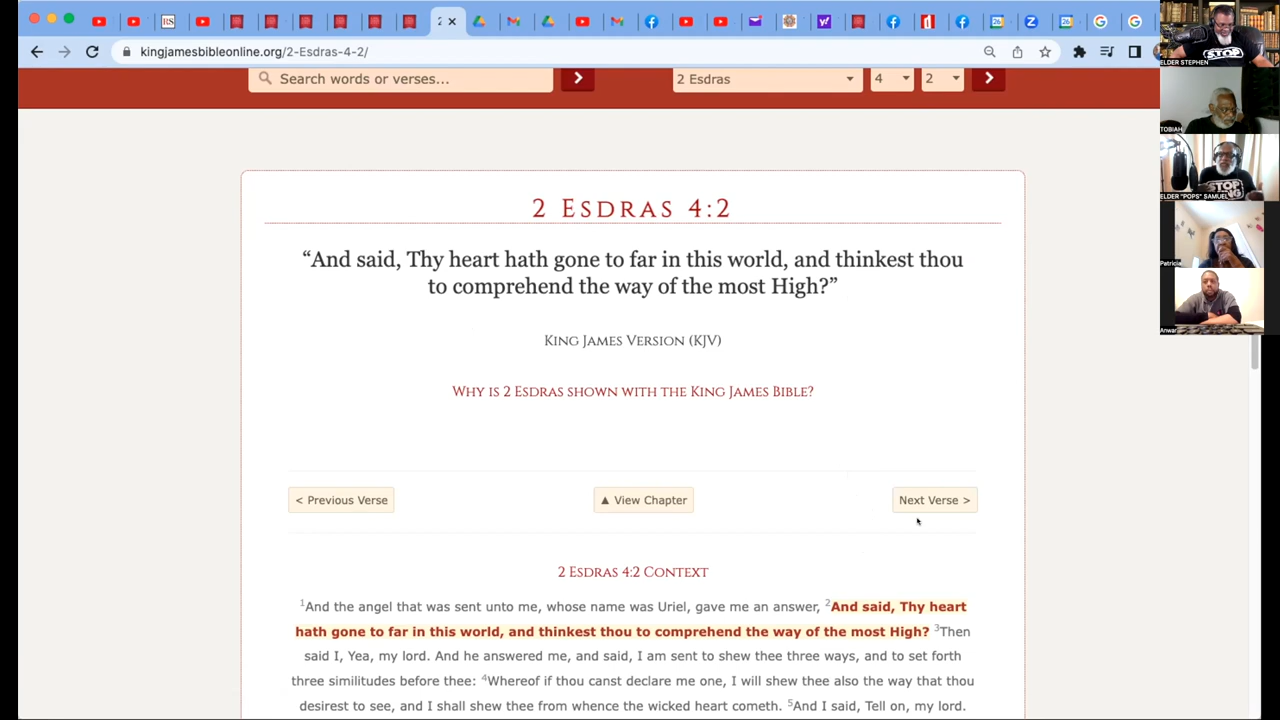 2
kingjamesbibleonline.org/2-Esdras-4-2/
Search words or verses...
2 Esdras
4
2
2 Esdras 4:2
“And said, Thy heart hath gone to far in this world, and thinkest thou
to comprehend the way of the most High?”
King James Version (KJV)
Why is 2 Esdras shown with the King James Bible?
< Previous Verse
▲ View Chapter
Next Verse >
2 Esdras 4:2 Context
1And the angel that was sent unto me, whose name was Uriel, gave me an answer, 2And said, Thy heart
hath gone to far in this world, and thinkest thou to comprehend the way of the most High? 3Then
said I, Yea, my lord. And he answered me, and said, I am sent to shew thee three ways, and to set forth
three similitudes before thee: 4Whereof if thou canst declare me one, I will shew thee also the way that thou
desirest to see, and I shall shew thee from whence the wicked heart cometh. 5And I said, Tell on, my lord.
STOP
ELDER STEPHEN
TOBIAH
STOP
ELDER "POPS" SAMUEL
Patricia
Anwar